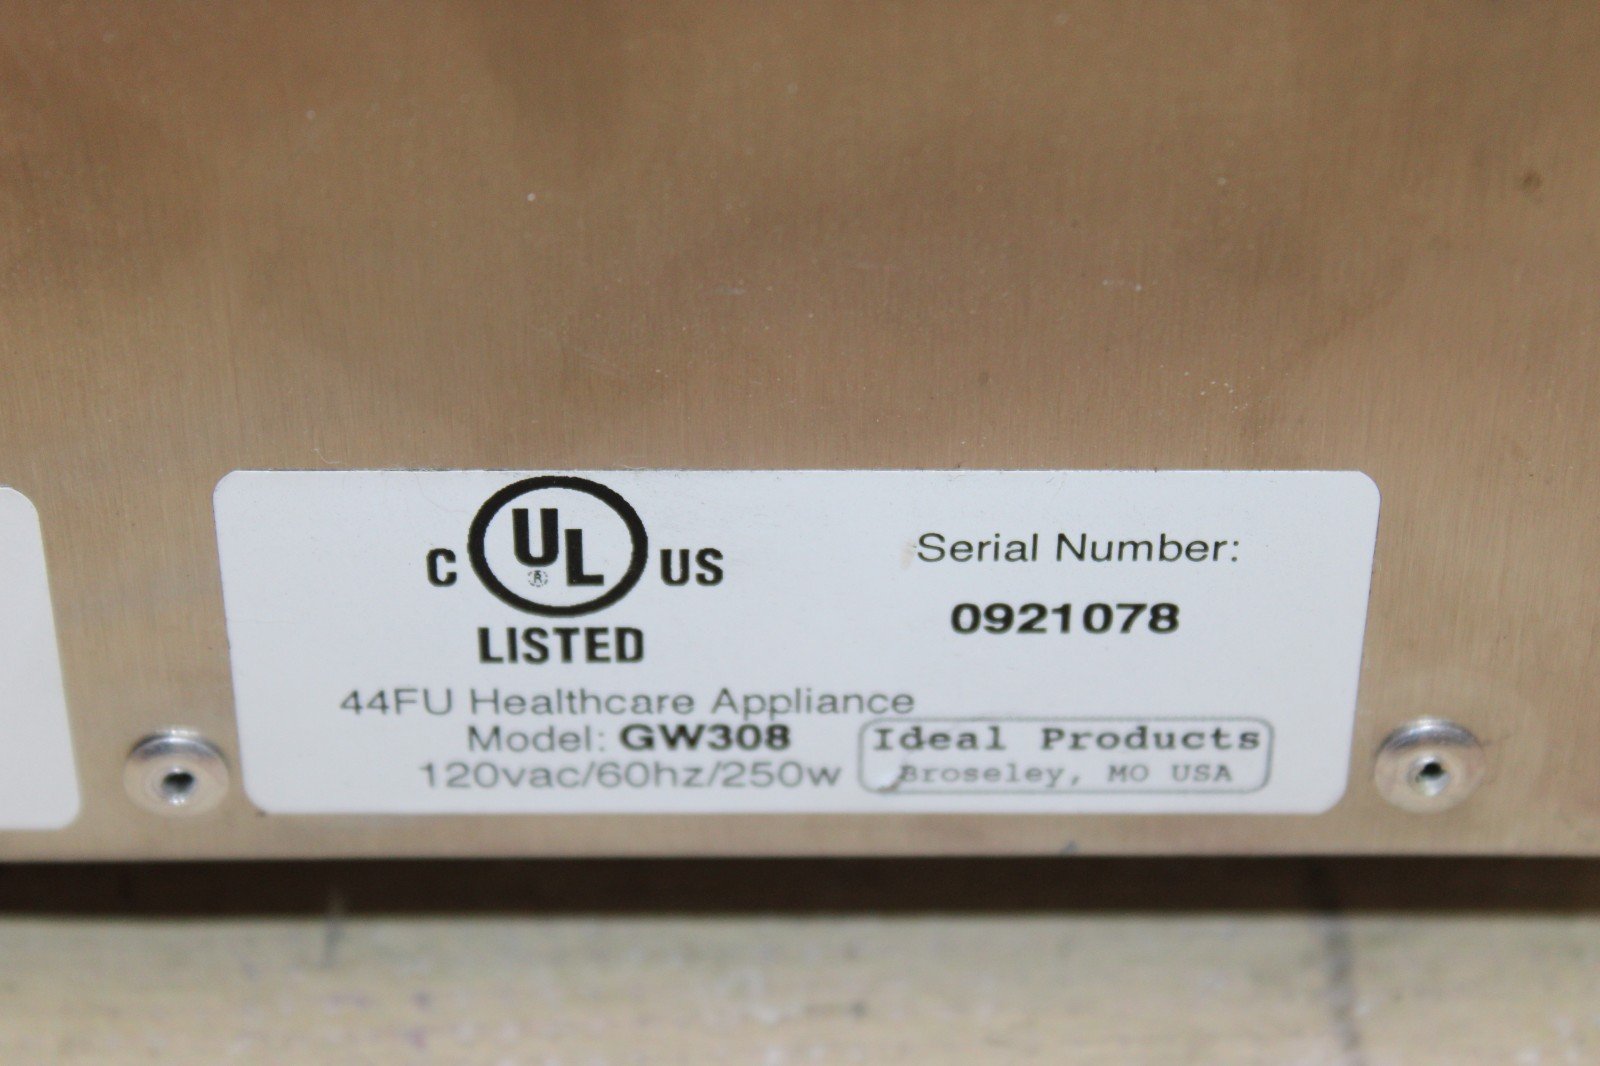 C UL US
®
LISTED
Serial Number:
0921078
44FU Healthcare Appliance
Model: GW308
120vac/60hz/250w
Ideal Products
Broseley, MO USA